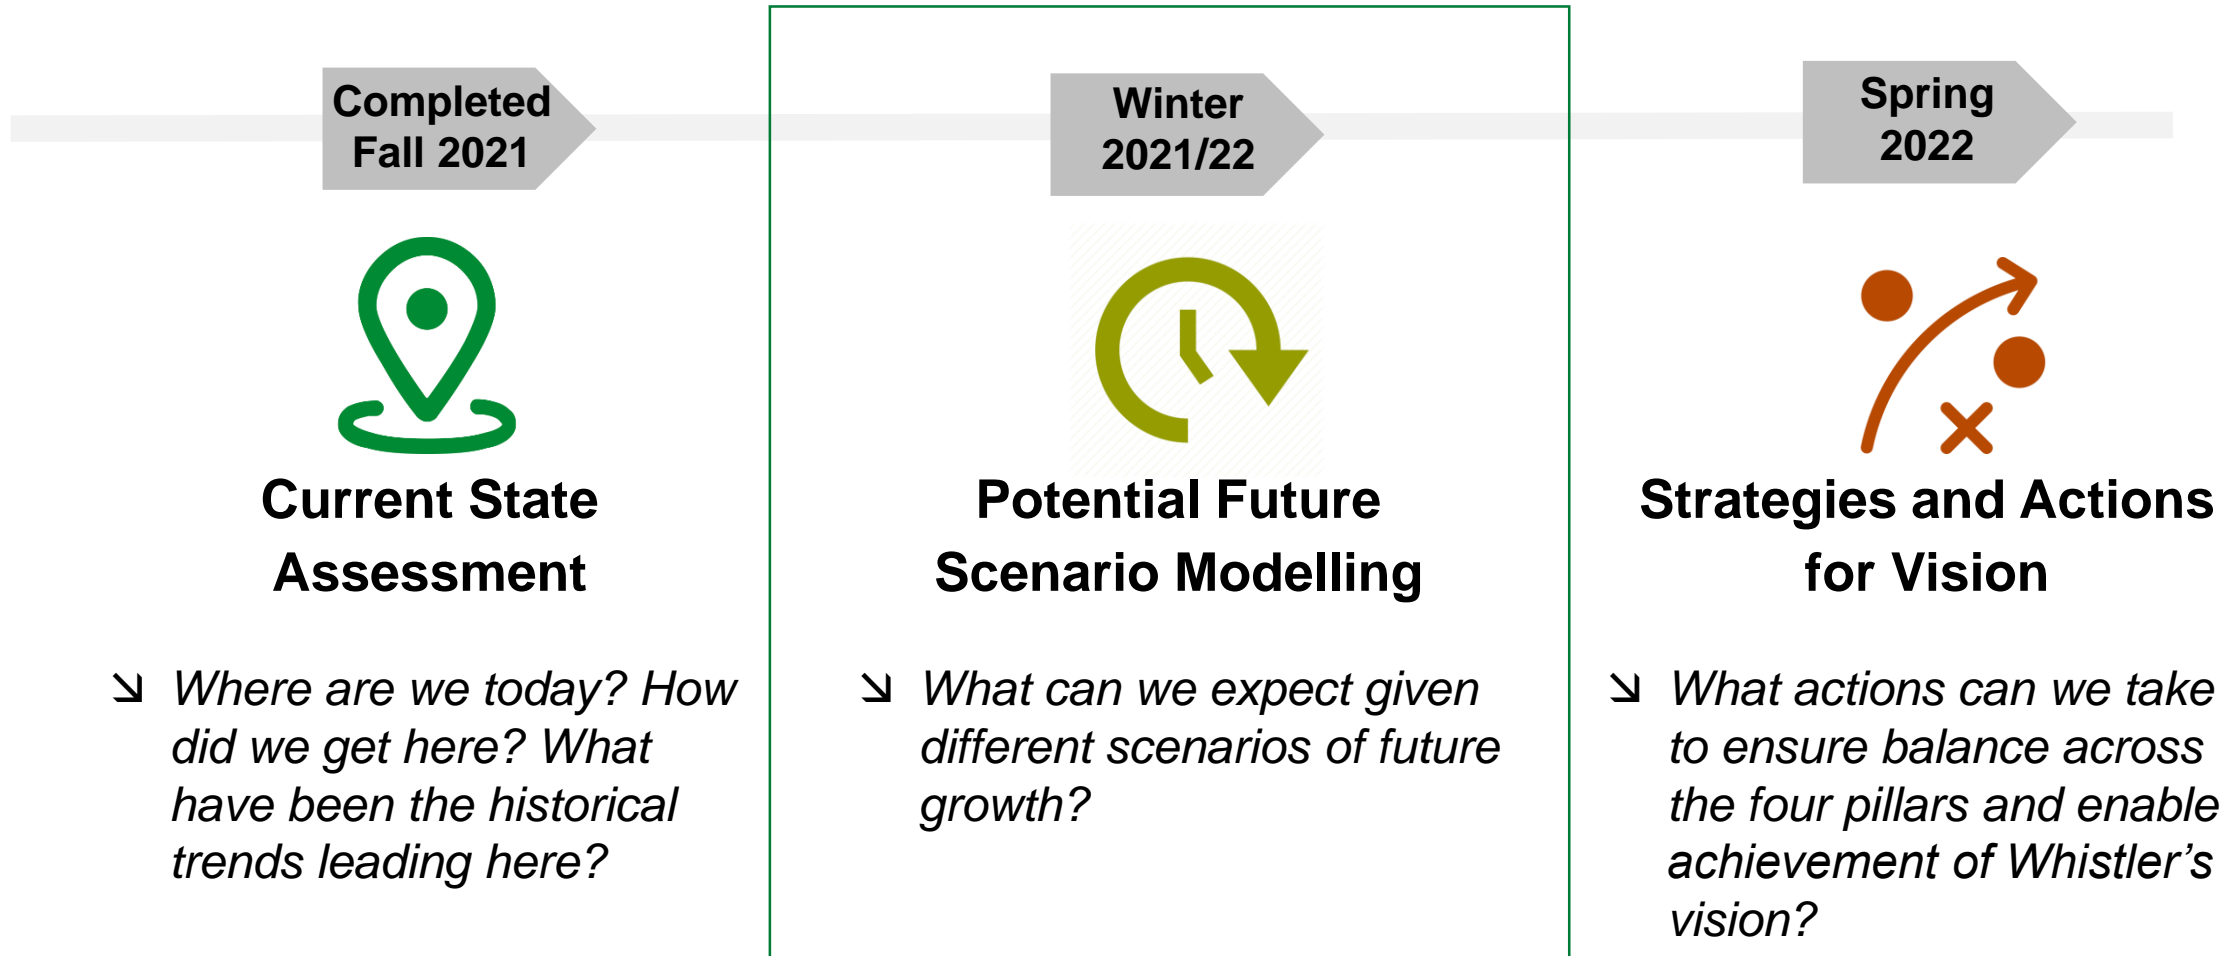 Completed
Fall 2021
Current State
Assessment
Where are we today? How
did we get here? What
have been the historical
trends leading here?
Winter
2021/22
Potential Future
Scenario Modelling
What can we expect given
different scenarios of future
growth?
Spring
2022
Strategies and Actions
for Vision
What actions can we take
to ensure balance across
the four pillars and enable
achievement of Whistler’s
vision?